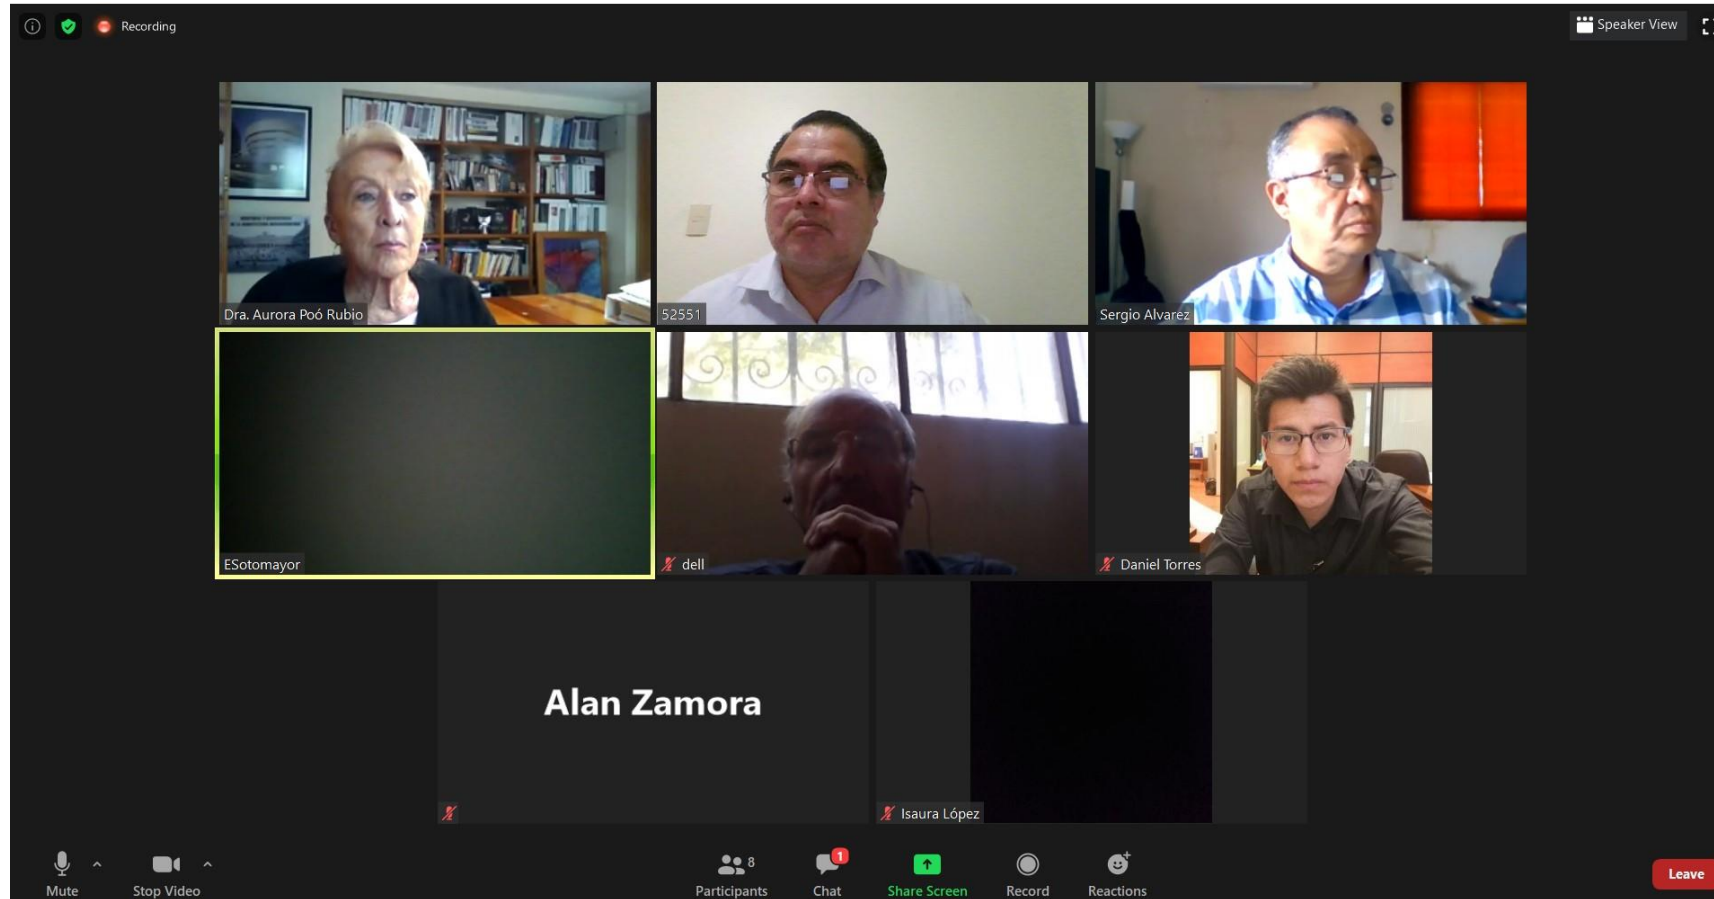 Recording
Speaker View
Dra. Aurora Poó Rubio
52551
Sergio Alvarez
ESotomayor
dell
Daniel Torres
Alan Zamora
Isaura López
8
1
Mute
Stop Video
Participants
Chat
Share Screen
Record
Reactions
Leave